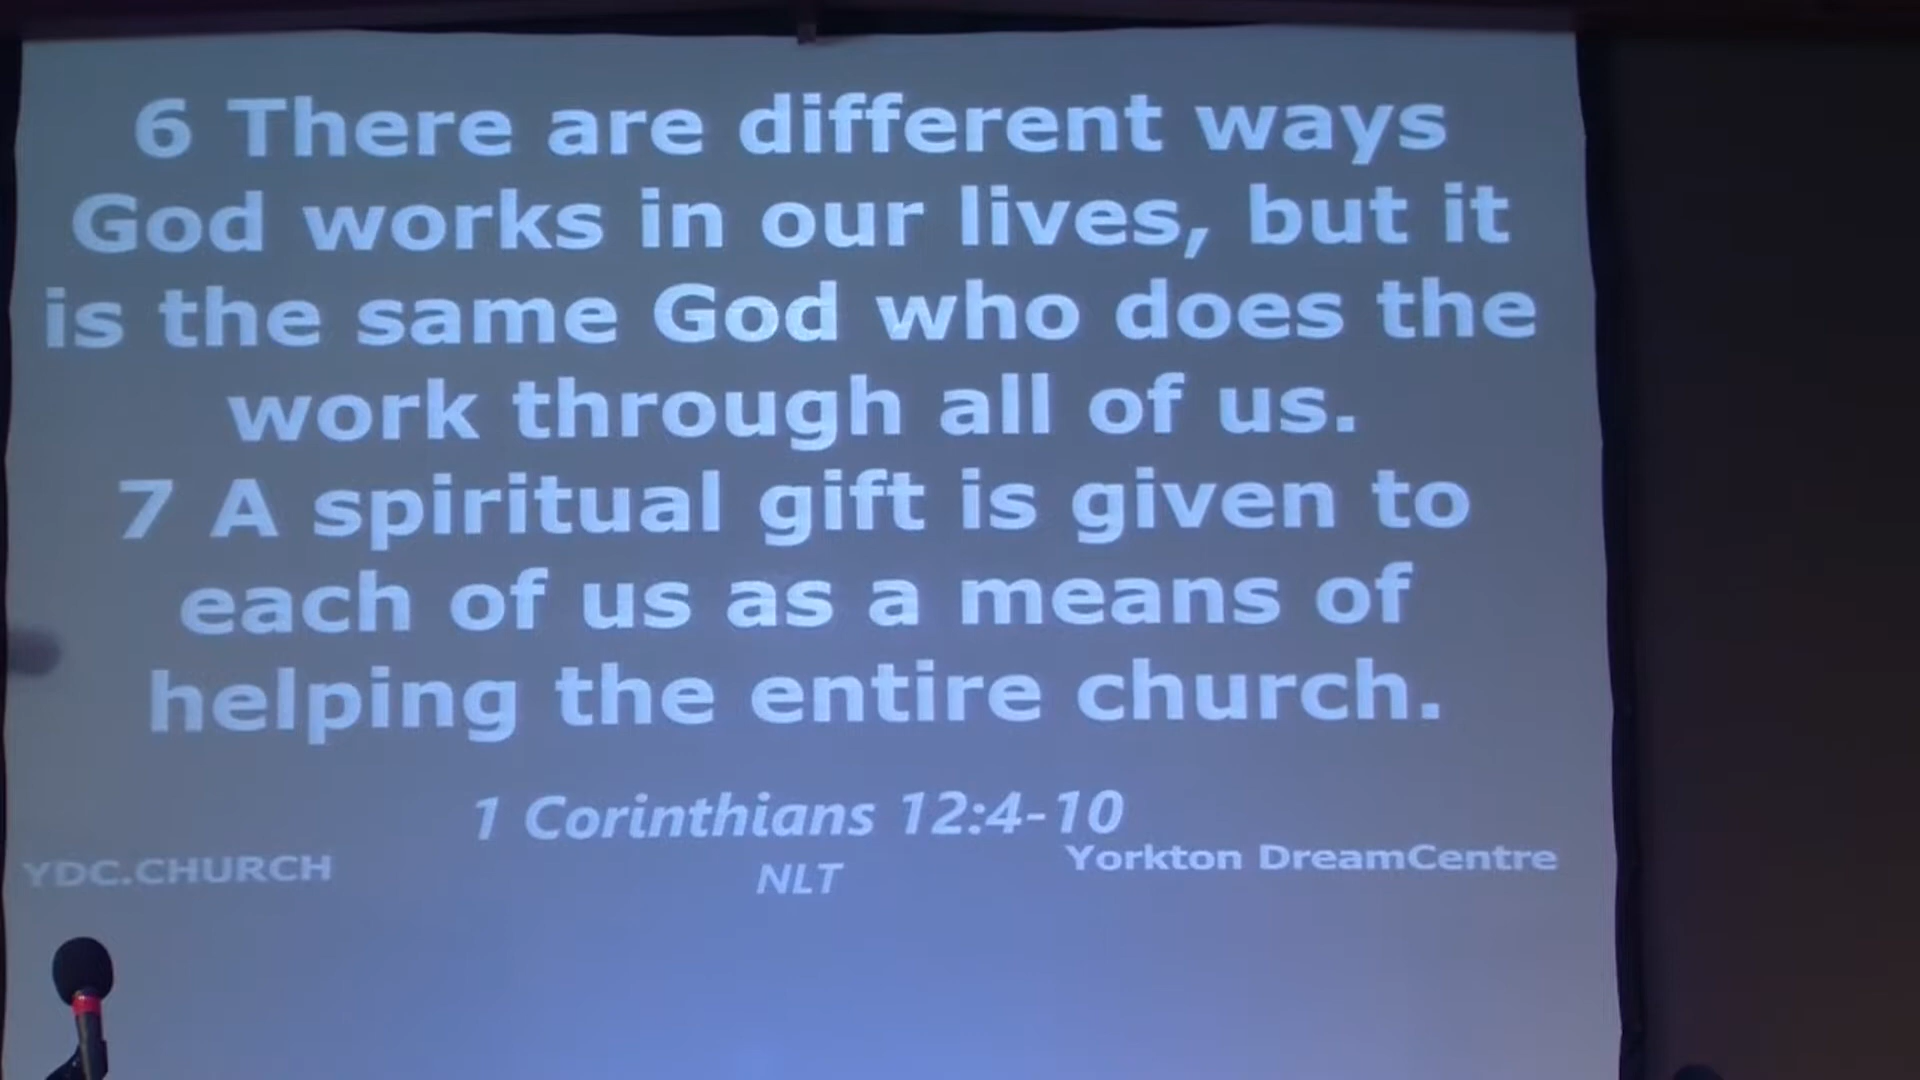 6 There are different ways
God works in our lives, but it
is the same God who does the
work through all of us.
7 A spiritual gift is given to
each of us as a means of
helping the entire church.
1 Corinthians 12:4-10
NLT
YDC.CHURCH
Yorkton DreamCentre